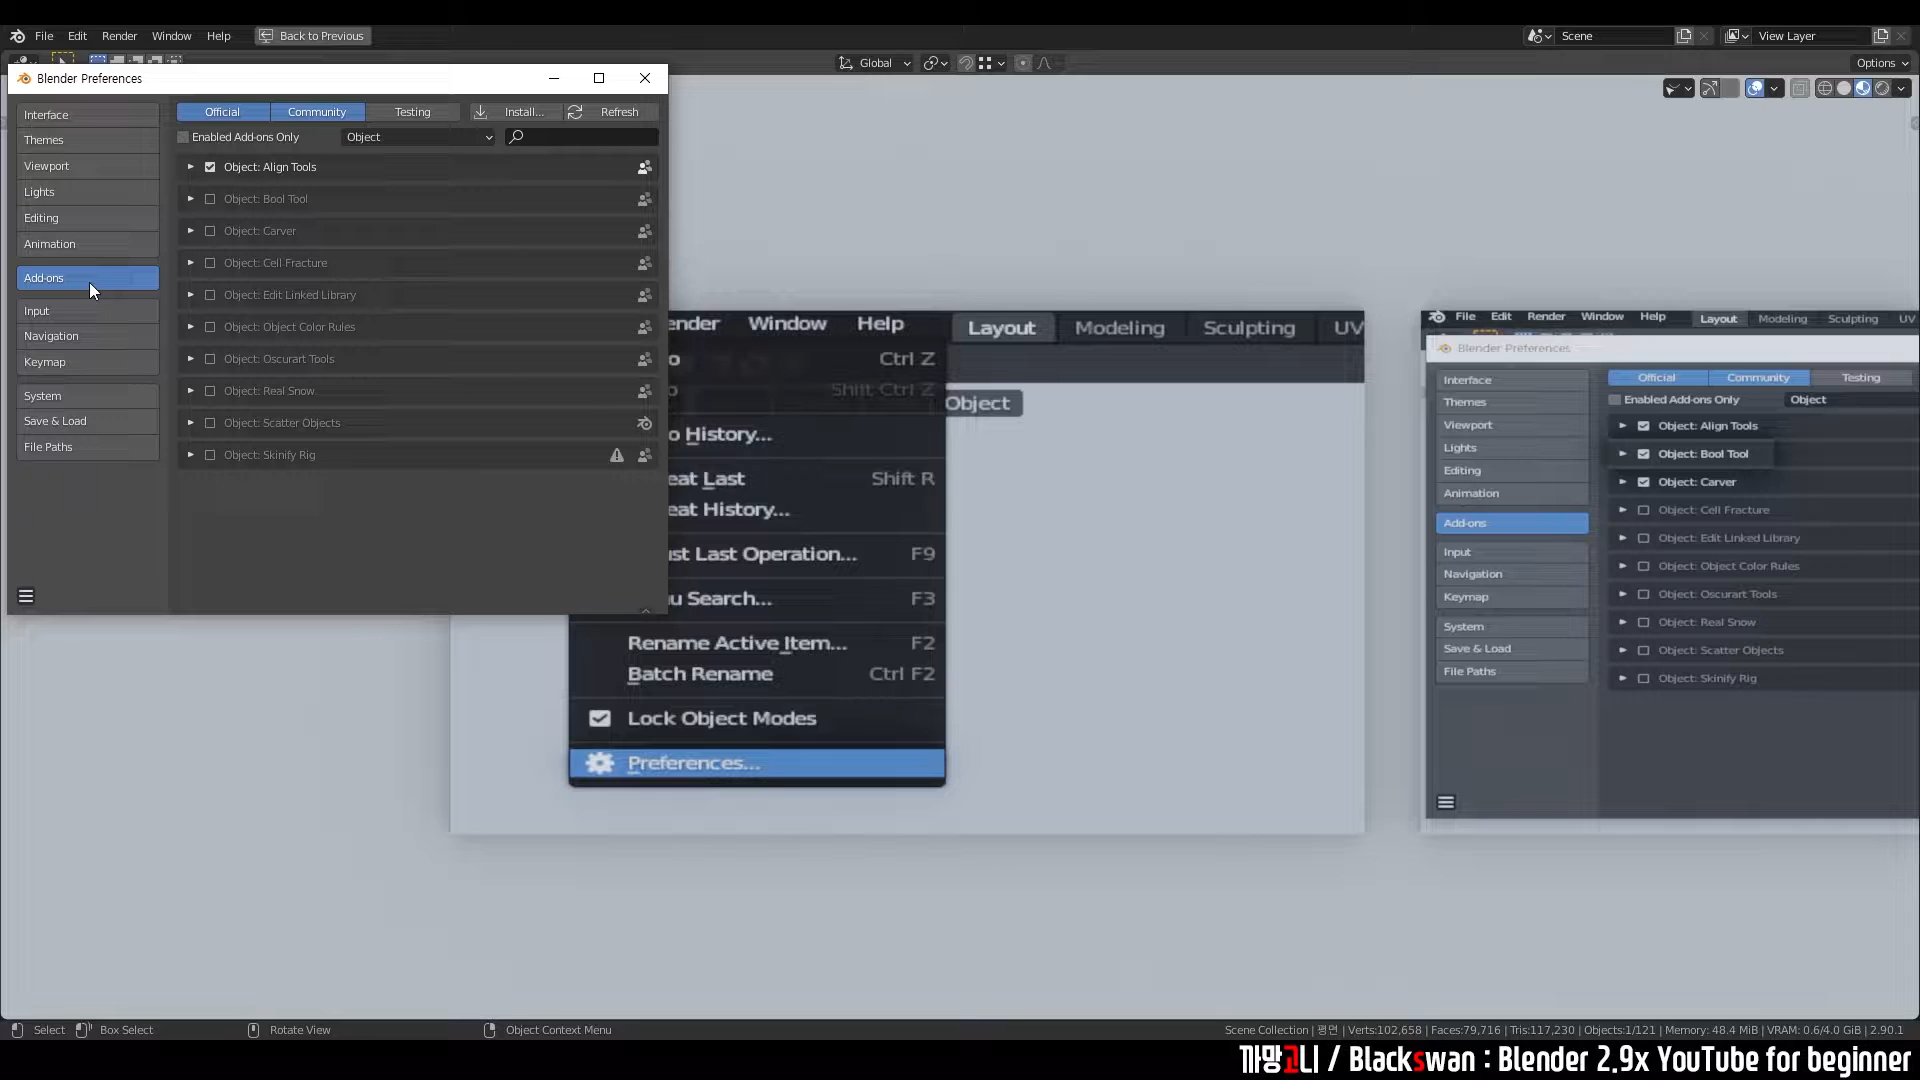 File Edit Render Window Help Back to Previous Scene View Layer
Global Options
Blender Preferences
Interface
Themes
Viewport
Lights
Editing
Animation
Add-ons
Input
Navigation
Keymap
System
Save & Load
File Paths
Official Community Testing Install... Refresh
Enabled Add-ons Only Object
Object: Align Tools
Object: Bool Tool
Object: Carver
Object: Cell Fracture
Object: Edit Linked Library
Object: Object Color Rules
Object: Oscurart Tools
Object: Real Snow
Object: Scatter Objects
Object: Skinify Rig
ender Window Help Layout Modeling Sculpting UV
o Ctrl Z
o Shift Ctrl Z
Object
o History...
eat Last Shift R
eat History...
ust Last Operation... F9
u Search... F3
Rename Active Item... F2
Batch Rename Ctrl F2
Lock Object Modes
Preferences...
File Edit Render Window Help Layout Modeling Sculpting UV
Blender Preferences
Interface
Themes
Viewport
Lights
Editing
Animation
Add-ons
Input
Navigation
Keymap
System
Save & Load
File Paths
Official Community Testing
Enabled Add-ons Only Object
Object: Align Tools
Object: Bool Tool
Object: Carver
Object: Cell Fracture
Object: Edit Linked Library
Object: Object Color Rules
Object: Oscurart Tools
Object: Real Snow
Object: Scatter Objects
Object: Skinify Rig
Select Box Select Rotate View Object Context Menu Scene Collection | 평면 | Verts:102,658 | Faces:79,716 | Tris:117,230 | Objects:1/121 | Memory: 48.4 MiB | VRAM: 0.6/4.0 GiB | 2.90.1
까망고니 / Blackswan : Blender 2.9x YouTube for beginner